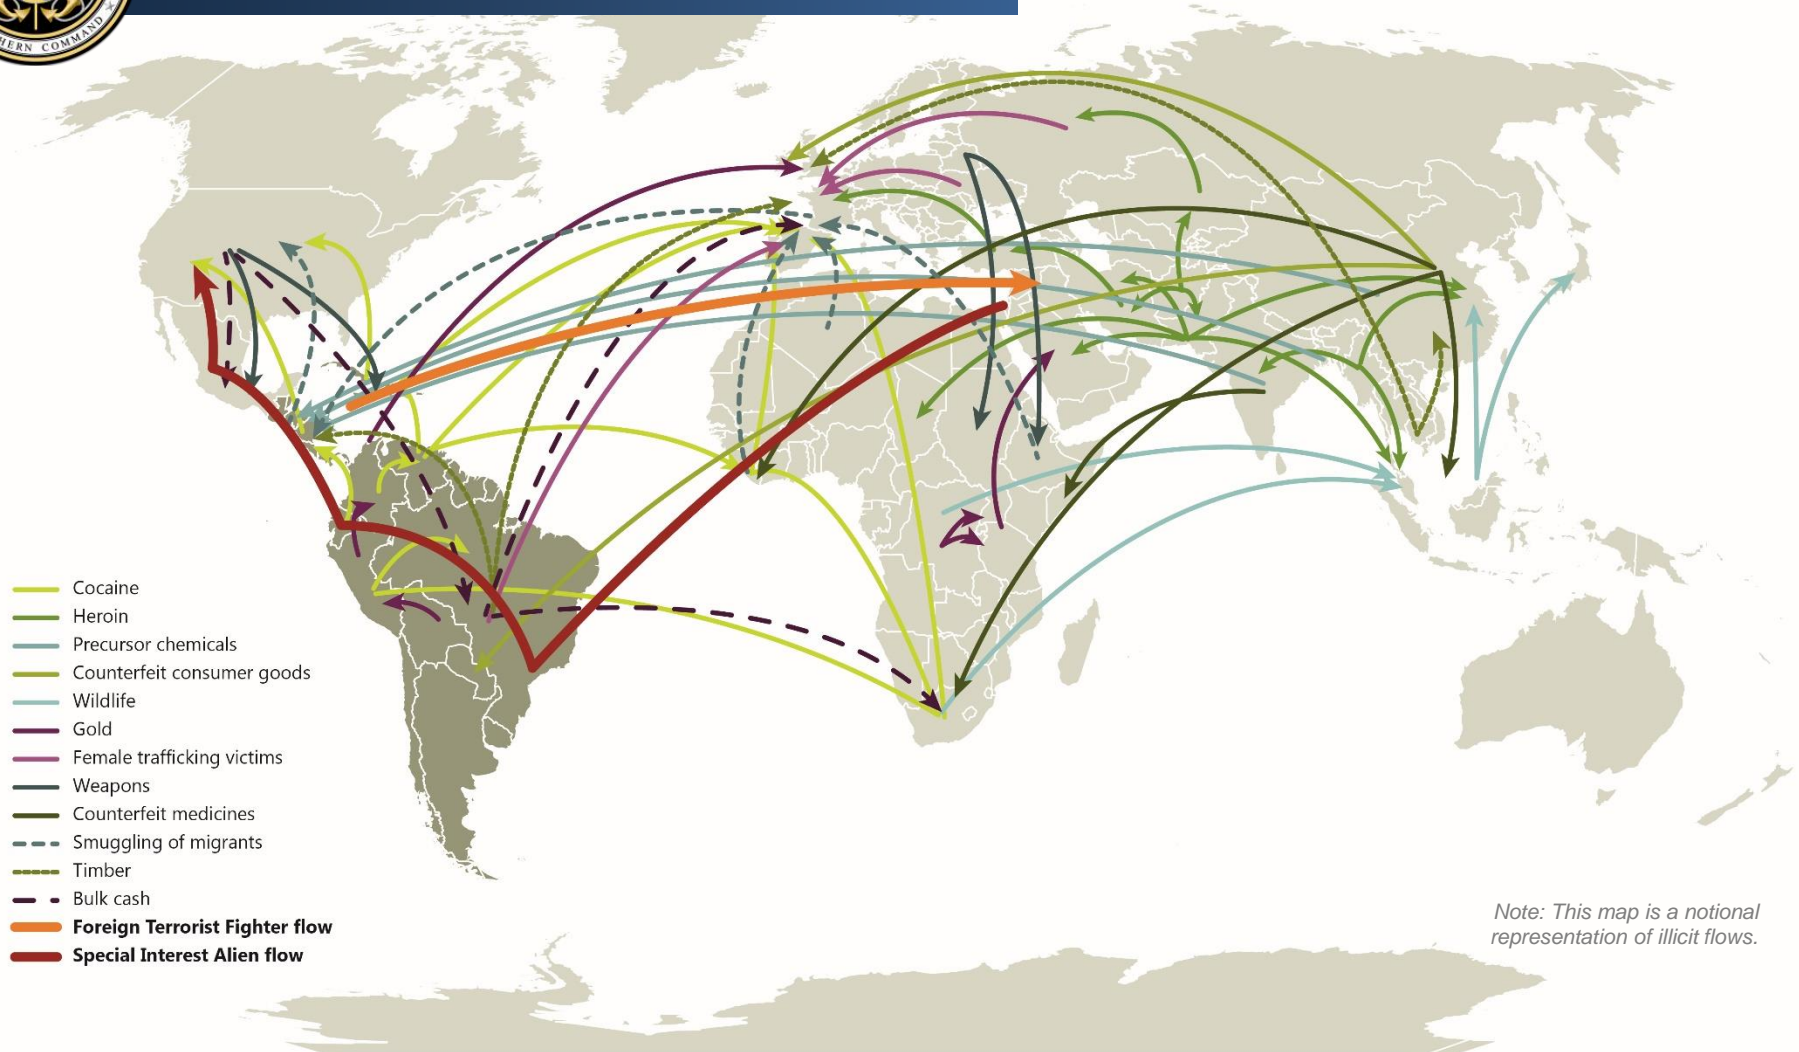 HERN COMMAND
Cocaine
Heroin
Precursor chemicals
Counterfeit consumer goods
Wildlife
Gold
Female trafficking victims
Weapons
Counterfeit medicines
Smuggling of migrants
Timber
Bulk cash
Foreign Terrorist Fighter flow
Special Interest Alien flow
Note: This map is a notional
representation of illicit flows.